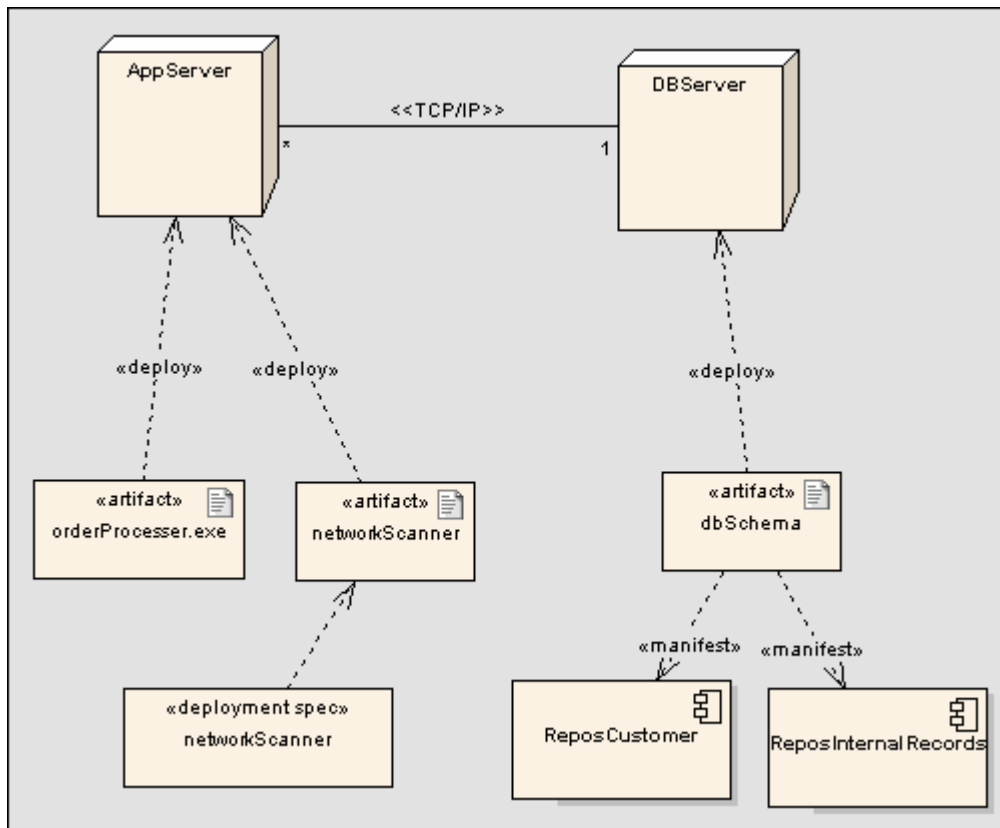 AppServer
DBServer
<<TCP/IP>>
*
1
«deploy»
«deploy»
«deploy»
«artifact»
orderProcesser.exe
«artifact»
networkScanner
«artifact»
dbSchema
«manifest»
«manifest»
«deployment spec»
networkScanner
ReposCustomer
ReposInternalRecords